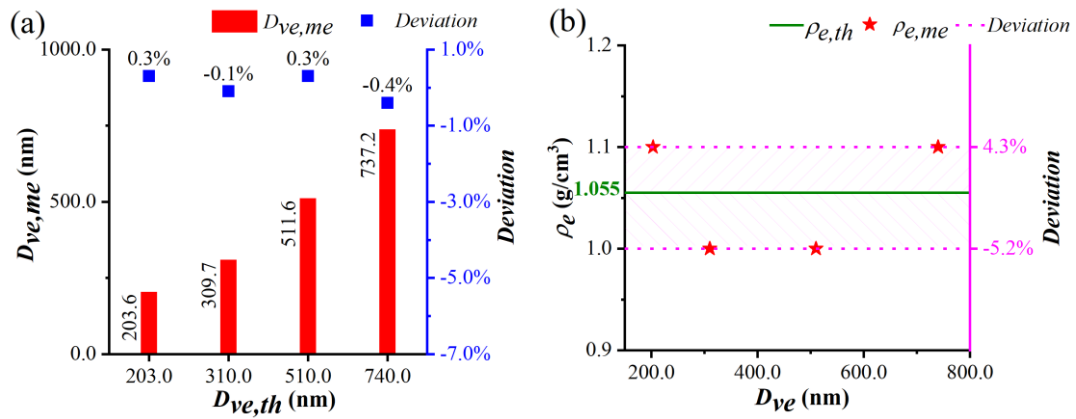 (a)
D_ve,me
Deviation
1000.0
500.0
0.0
D_ve,me (nm)
0.3%
-0.1%
0.3%
-0.4%
203.6
309.7
511.6
737.2
1.0%
-1.0%
-3.0%
-5.0%
-7.0%
Deviation
203.0 310.0 510.0 740.0
D_ve,th (nm)
(b)
ρ_e,th ρ_e,me Deviation
1.2
1.1
1.055
1.0
0.9
ρ_e (g/cm³)
4.3%
-5.2%
Deviation
200.0 400.0 600.0 800.0
D_ve (nm)